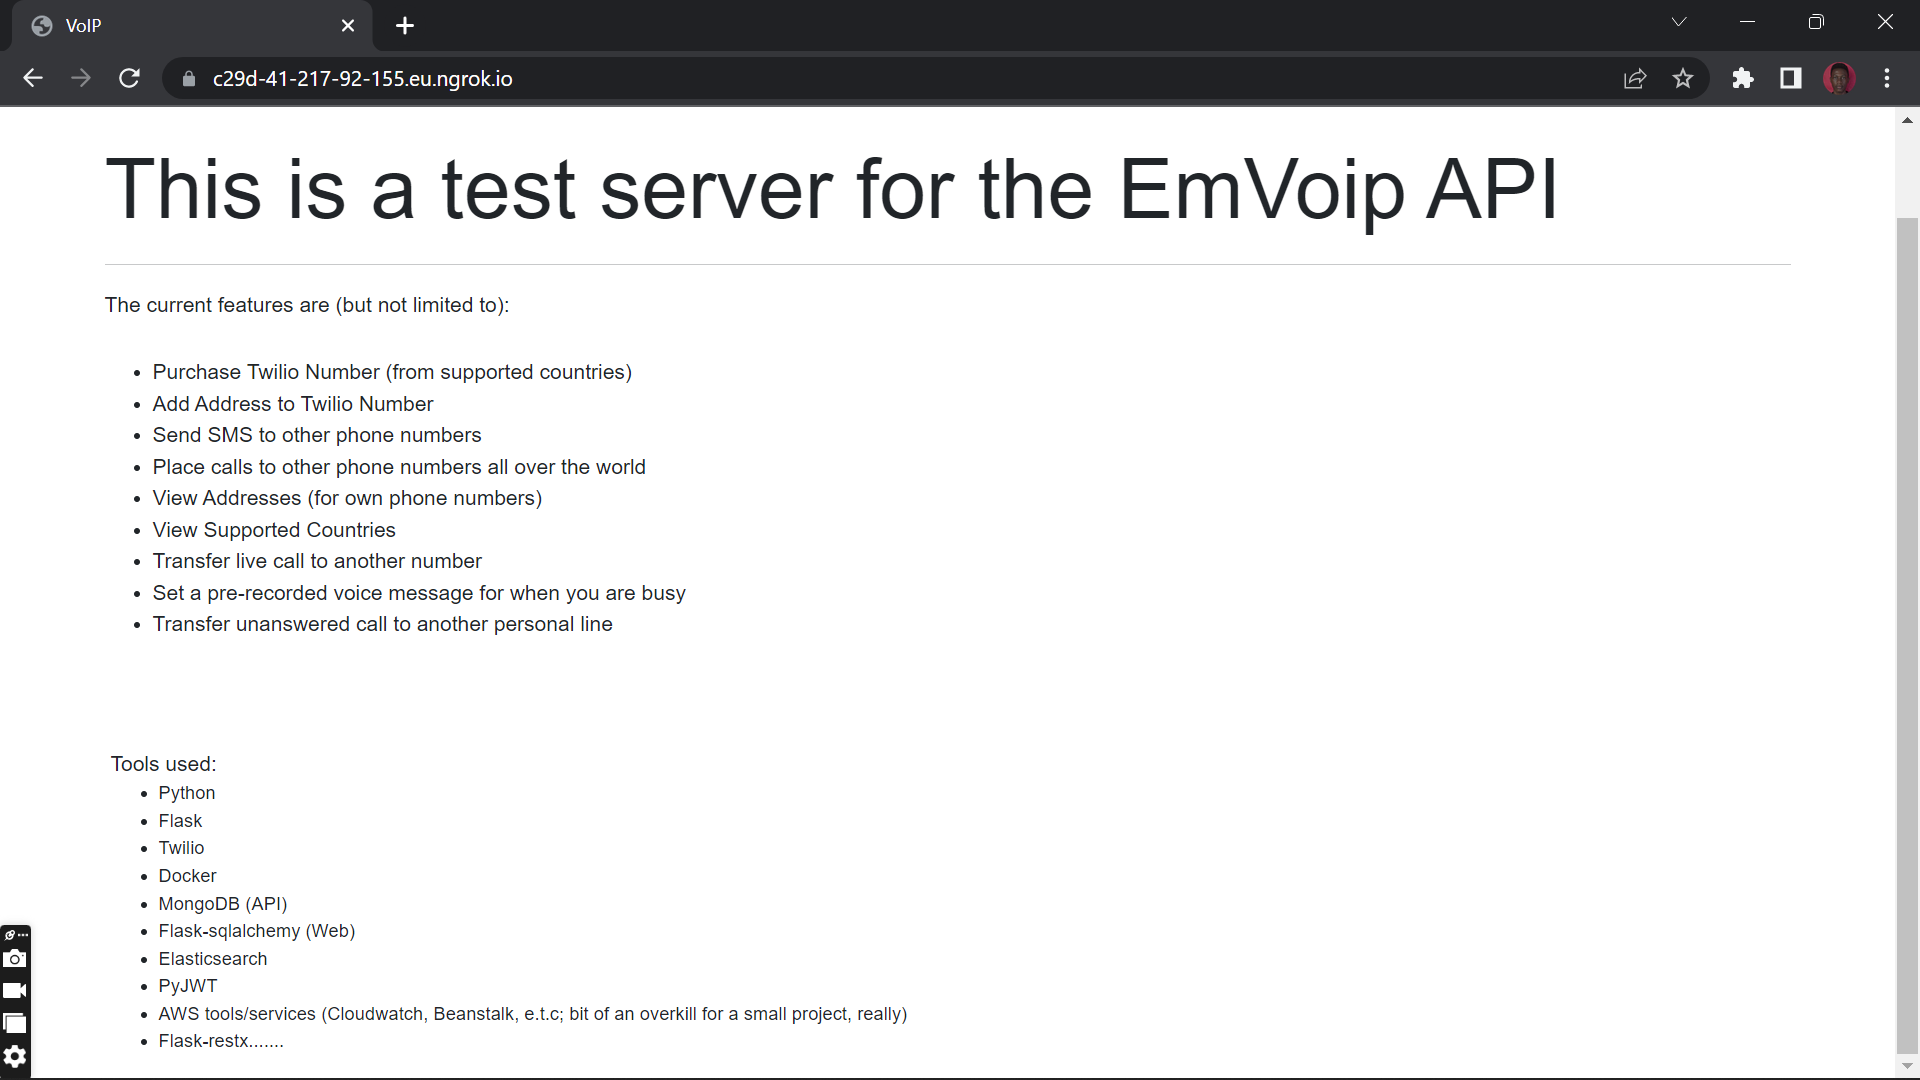 VoIP
c29d-41-217-92-155.eu.ngrok.io
This is a test server for the EmVoip API
The current features are (but not limited to):
Purchase Twilio Number (from supported countries)
Add Address to Twilio Number
Send SMS to other phone numbers
Place calls to other phone numbers all over the world
View Addresses (for own phone numbers)
View Supported Countries
Transfer live call to another number
Set a pre-recorded voice message for when you are busy
Transfer unanswered call to another personal line
Tools used:
Python
Flask
Twilio
Docker
MongoDB (API)
Flask-sqlalchemy (Web)
Elasticsearch
PyJWT
AWS tools/services (Cloudwatch, Beanstalk, e.t.c; bit of an overkill for a small project, really)
Flask-restx.......